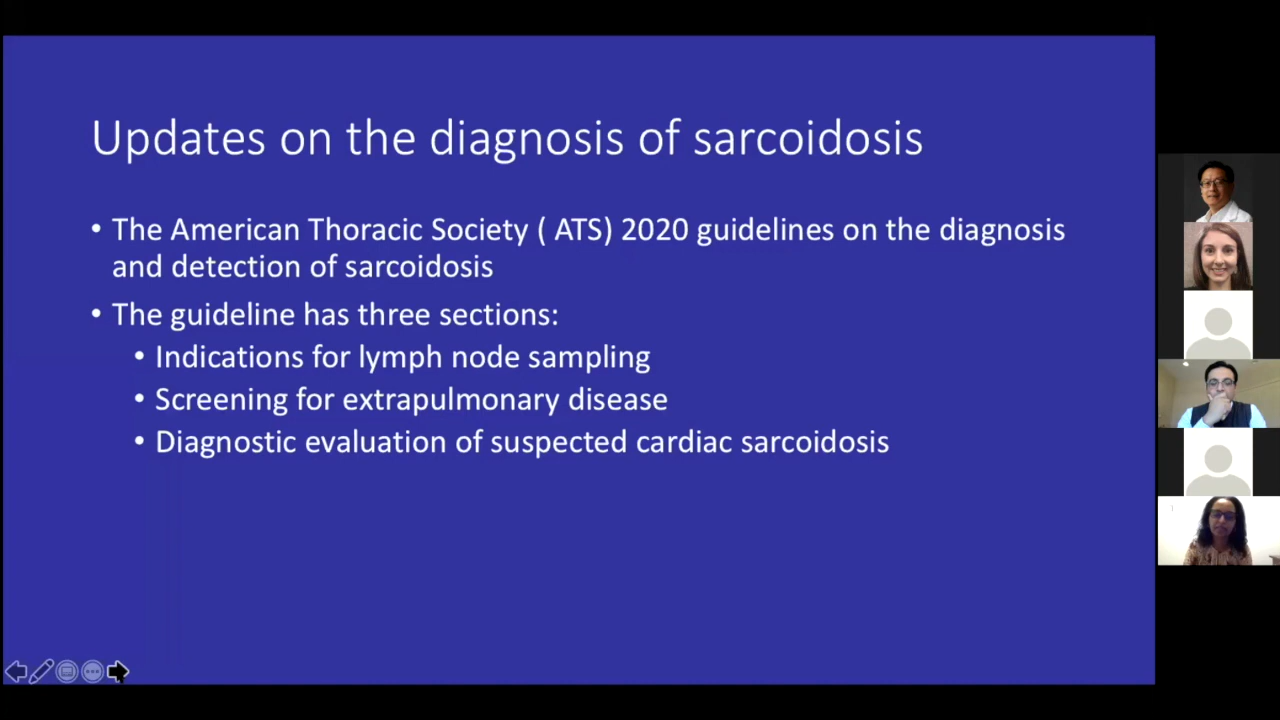 Updates on the diagnosis of sarcoidosis
• The American Thoracic Society ( ATS) 2020 guidelines on the diagnosis
and detection of sarcoidosis
• The guideline has three sections:
• Indications for lymph node sampling
• Screening for extrapulmonary disease
• Diagnostic evaluation of suspected cardiac sarcoidosis